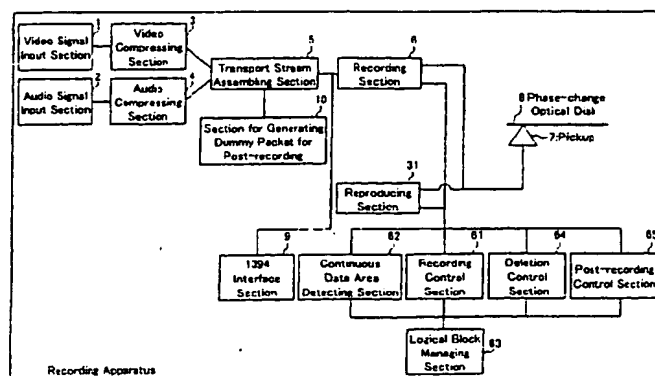 1
Video Signal
Input Section
3
Video
Compressing
Section
2
Audio Signal
Input Section
4
Audio
Compressing
Section
5
Transport Stream
Assembling Section
6
Recording
Section
10
Section for Generating
Dummy Packet for
Post-recording
8 Phase-change
Optical Disk
7:Pickup
31
Reproducing
Section
9
1394
Interface
Section
62
Continuous
Data Area
Detecting Section
61
Recording
Control
Section
64
Deletion
Control
Section
65
Post-recording
Control Section
Logical Block
Managing
Section
63
Recording Apparatus